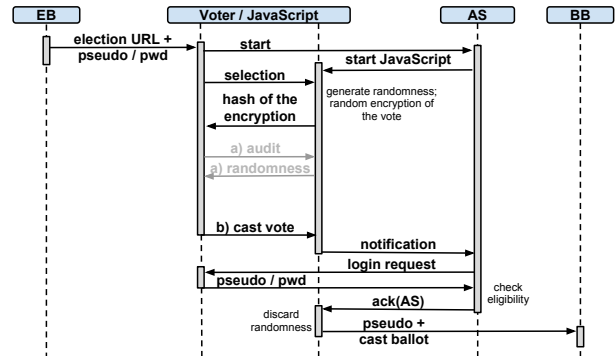 EB
Voter / JavaScript
AS
BB
election URL +
pseudo / pwd
start
start JavaScript
selection
generate randomness;
random encryption of
the vote
hash of the
encryption
a) audit
a) randomness
b) cast vote
notification
login request
pseudo / pwd
check
eligibility
ack(AS)
discard
randomness
pseudo +
cast ballot